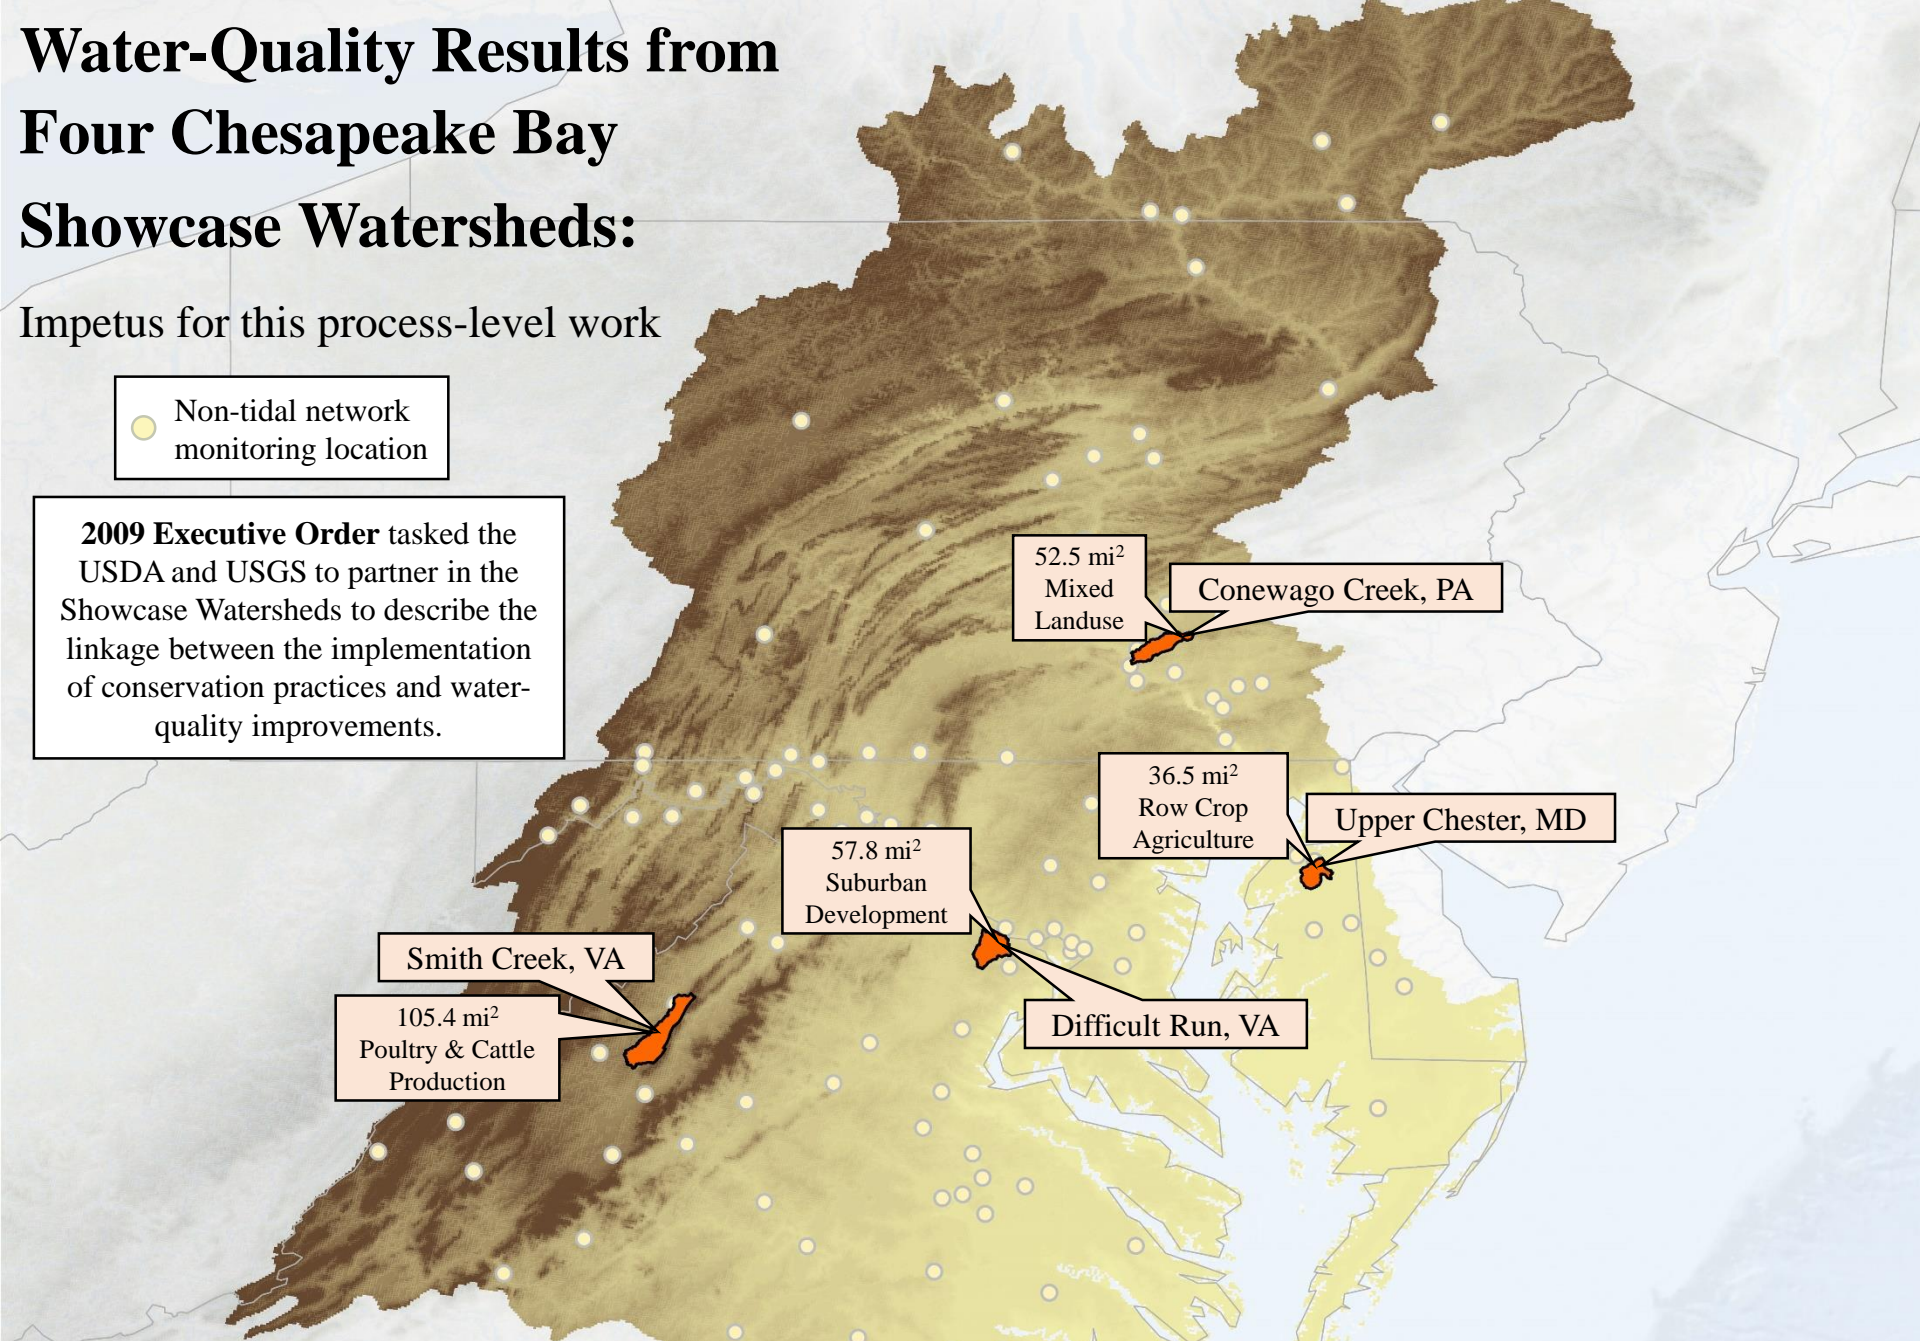 Water-Quality Results from
Four Chesapeake Bay
Showcase Watersheds:
Impetus for this process-level work
Non-tidal network
monitoring location
2009 Executive Order tasked the
USDA and USGS to partner in the
Showcase Watersheds to describe the
linkage between the implementation
of conservation practices and water-
quality improvements.
52.5 mi²
Mixed
Landuse
Conewago Creek, PA
36.5 mi²
Row Crop
Agriculture
Upper Chester, MD
57.8 mi²
Suburban
Development
Difficult Run, VA
Smith Creek, VA
105.4 mi²
Poultry & Cattle
Production